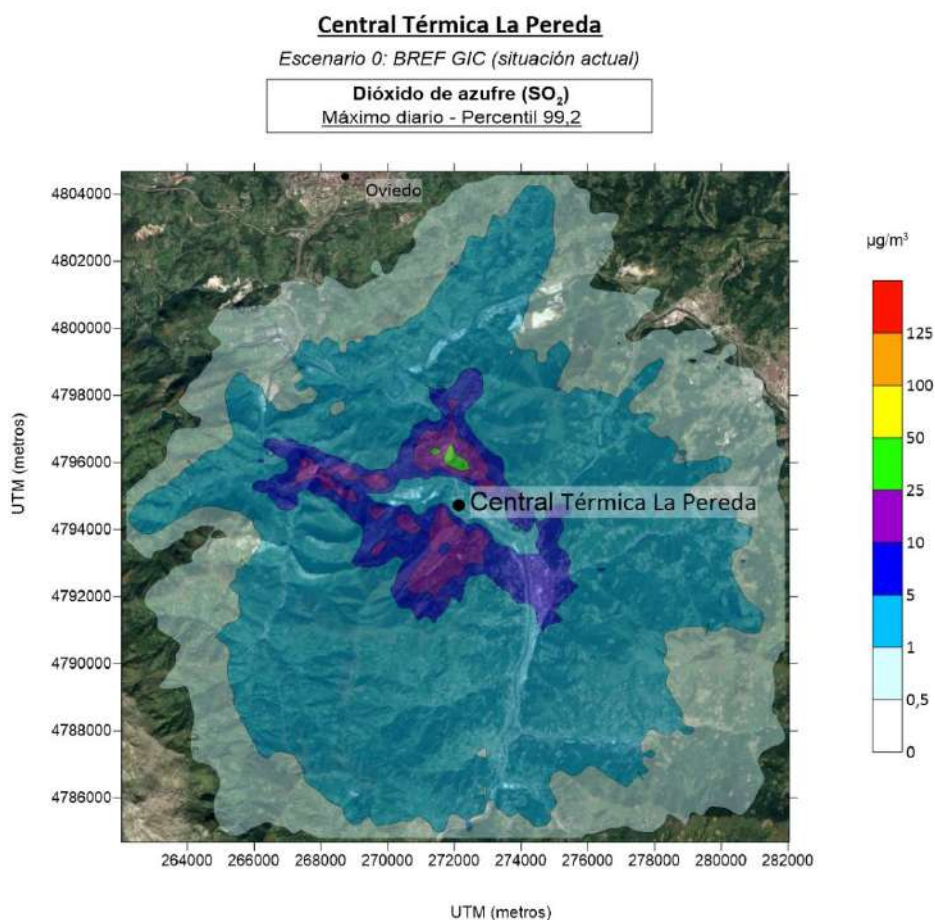 Central Térmica La Pereda
Escenario 0: BREF GIC (situación actual)
Dióxido de azufre (SO₂)
Máximo diario - Percentil 99,2
Oviedo
Central Térmica La Pereda
UTM (metros)
4804000
4802000
4800000
4798000
4796000
4794000
4792000
4790000
4788000
4786000
264000 266000 268000 270000 272000 274000 276000 278000 280000 282000
UTM (metros)
µg/m³
125
100
50
25
10
5
1
0,5
0